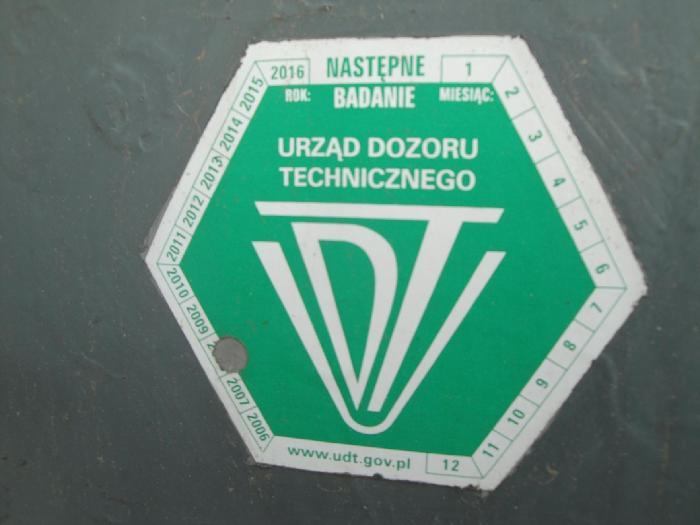 NASTĘPNE
BADANIE
ROK:
MIESIĄC:
URZĄD DOZORU
TECHNICZNEGO
UDT
www.udt.gov.pl
2006
2007
2009
2010
2011
2012
2013
2014
2015
2016
1
2
3
4
5
6
7
8
9
10
11
12